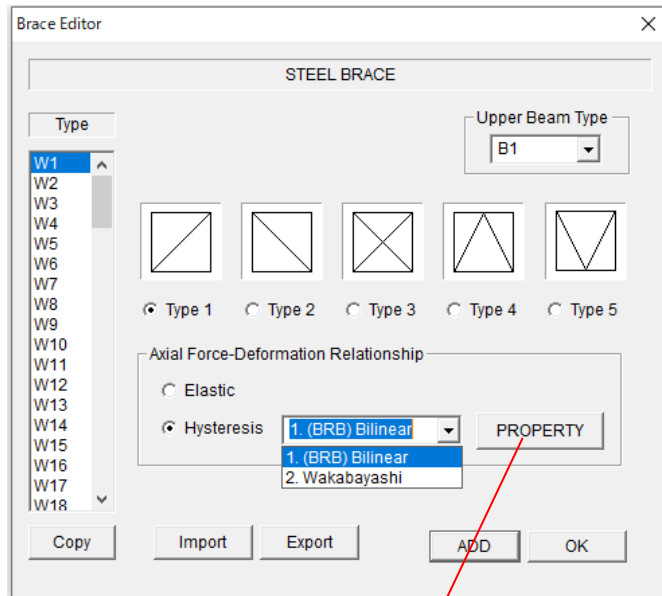 Brace Editor
STEEL BRACE
Type
Upper Beam Type
B1
W1
W2
W3
W4
W5
W6
W7
W8
W9
W10
W11
W12
W13
W14
W15
W16
W17
W18
Type 1
Type 2
Type 3
Type 4
Type 5
Axial Force-Deformation Relationship
Elastic
Hysteresis
1. (BRB) Bilinear
PROPERTY
1. (BRB) Bilinear
2. Wakabayashi
Copy
Import
Export
ADD
OK